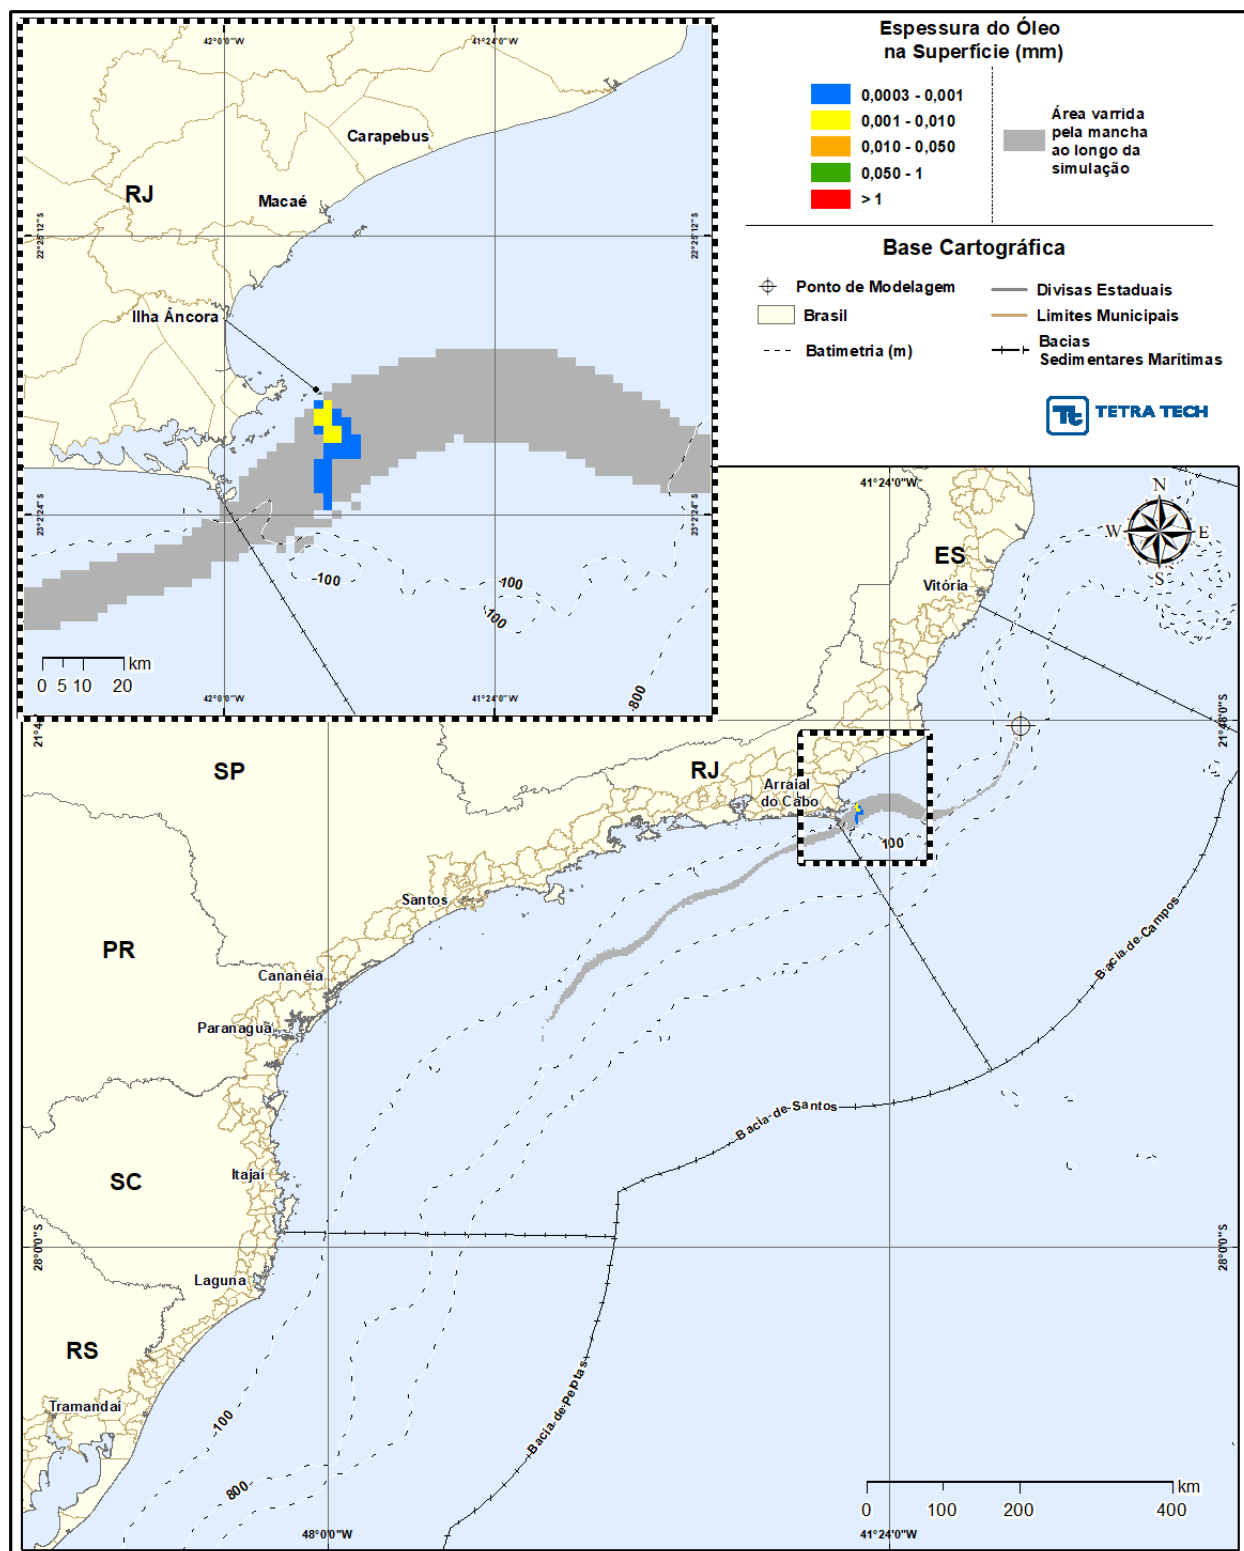 42°0'0"W
41°24'0"W
Carapebus
RJ
Macaé
22°25'12"S
22°25'12"S
Ilha Âncora
23°2'24"S
23°2'24"S
-100
-100
-100
-800
km
0 5 10 20
42°0'0"W
41°24'0"W
Espessura do Óleo
na Superfície (mm)
0,0003 - 0,001
0,001 - 0,010
0,010 - 0,050
0,050 - 1
> 1
Área varrida
pela mancha
ao longo da
simulação
Base Cartográfica
Ponto de Modelagem
Brasil
Batimetria (m)
Divisas Estaduais
Limites Municipais
Bacias
Sedimentares Marítimas
Tt TETRA TECH
41°24'0"W
N
W E
S
ES
Vitória
21°48'0"S
SP
RJ
Arraial
do Cabo
100
Santos
PR
Cananéia
Paranaguá
Bacia-de-Campos
Bacia-de-Santos
SC
Itajaí
28°0'0"S
28°0'0"S
Laguna
RS
Tramandaí
Bacia-de-Pelotas
-100
800
km
0 100 200 400
48°0'0"W
41°24'0"W